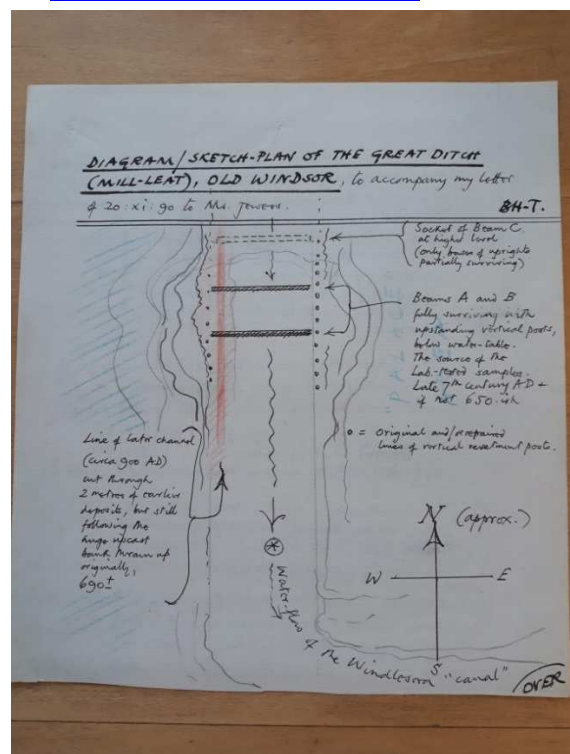 DIAGRAM/SKETCH-PLAN OF THE GREAT DITCH
(MILL-LEAT), OLD WINDSOR, to accompany my letter
of 20:xi:90 to Ms. Jewers.
BH-T.
Socket of Beam C.
at higher level
(only bases of uprights
partially surviving)
Beams A and B
fully surviving with
upstanding vertical posts,
below water-table.
The source of the
Lab.-tested samples.
Late 7th century AD +
if not 650-ish
o = Original and/or repaired
lines of vertical revetment posts.
Line of later channel
(circa 900 AD)
cut through
2 metres of earlier
deposits, but still
following the
huge upcast
bank thrown up
originally,
690±
N (approx.)
W E
S
Water-flow of the Windlesora "canal"
OVER